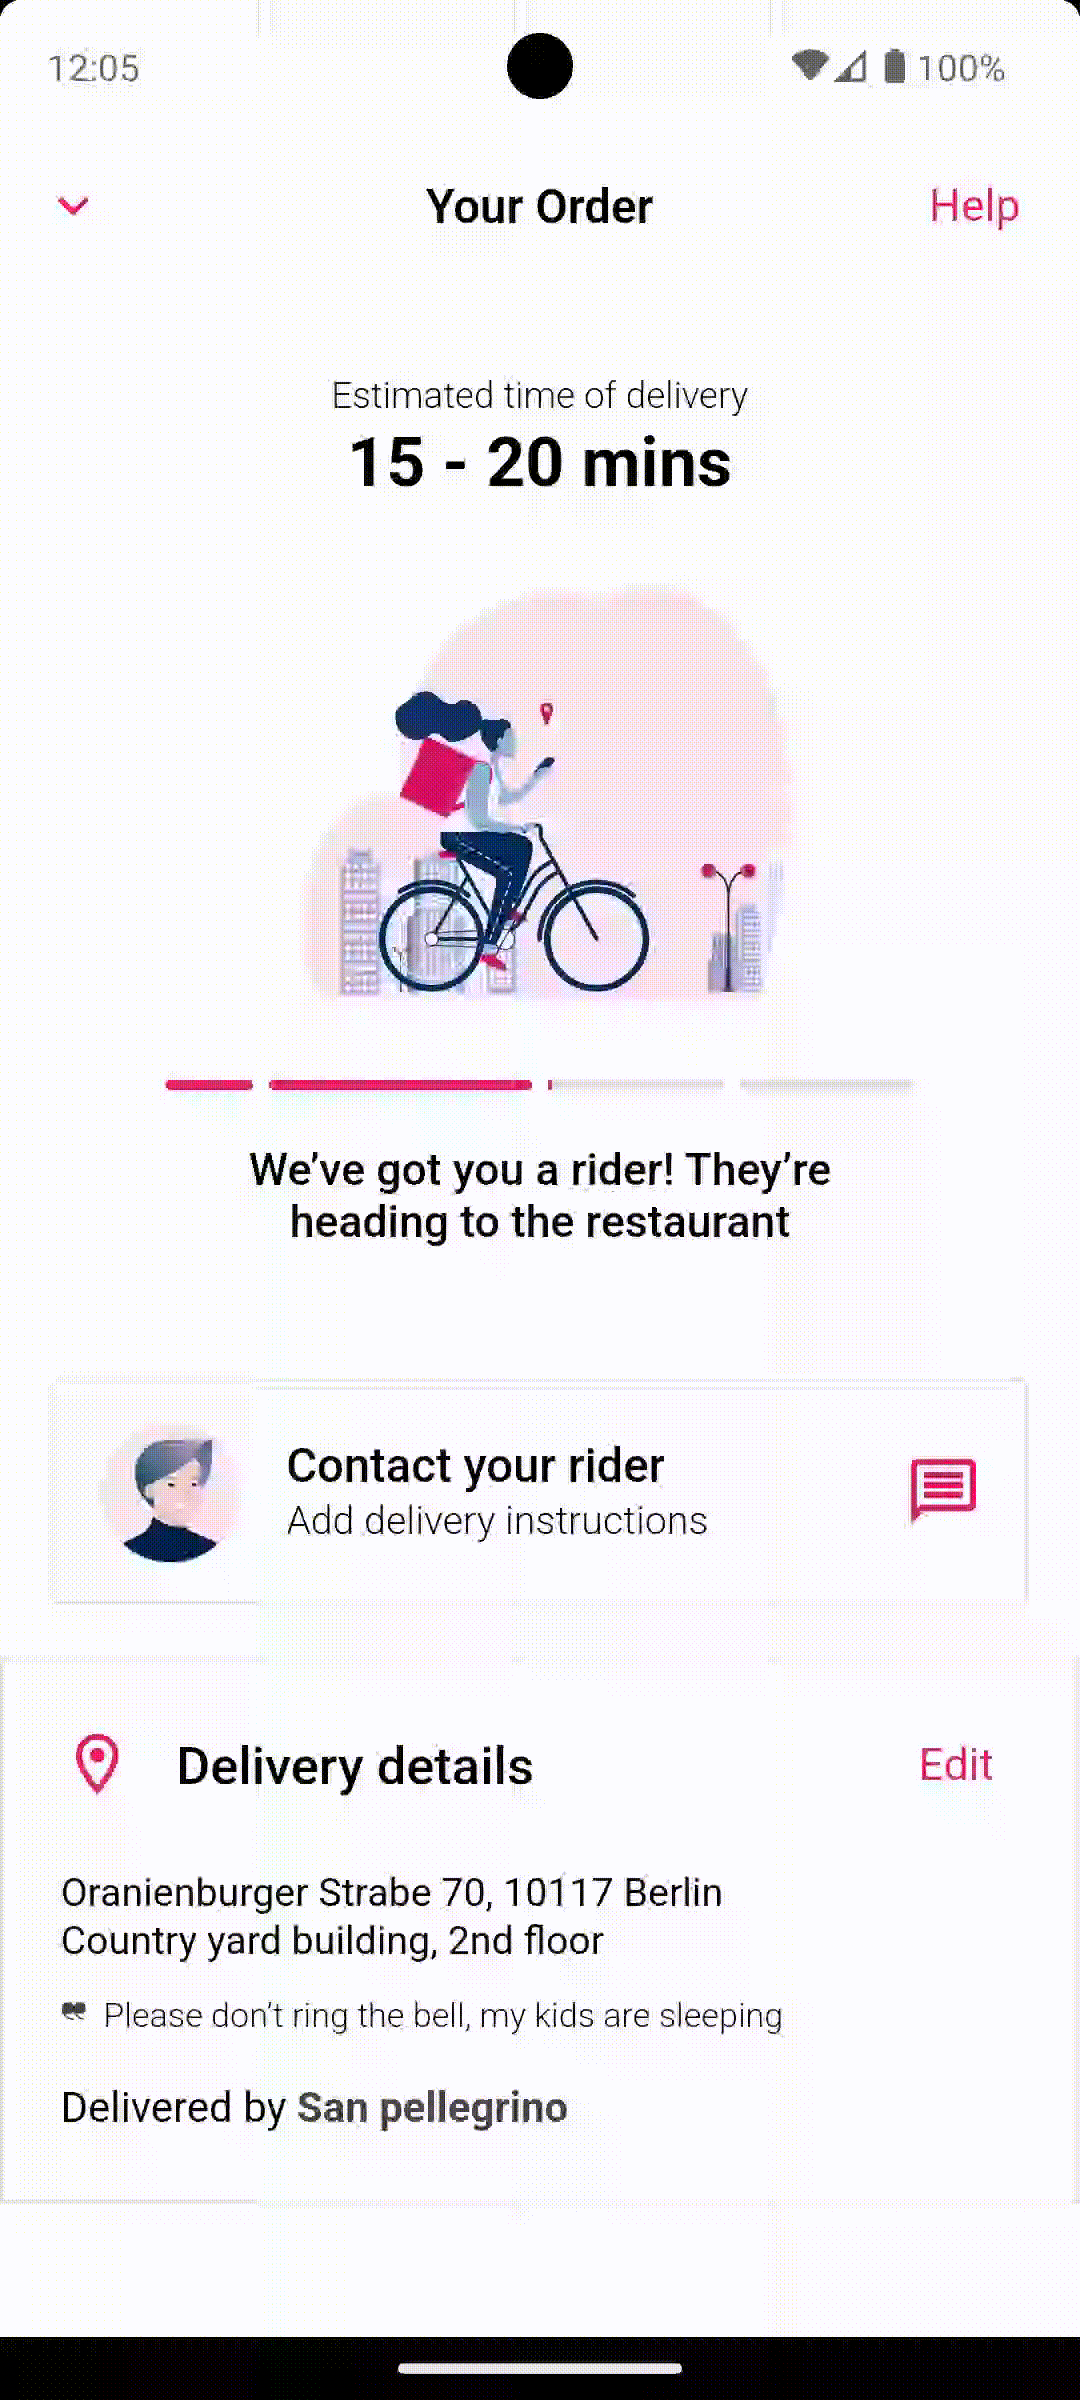 12:05
100%
Your Order
Help
Estimated time of delivery
15 - 20 mins
We’ve got you a rider! They’re
heading to the restaurant
Contact your rider
Add delivery instructions
Delivery details
Edit
Oranienburger Strabe 70, 10117 Berlin
Country yard building, 2nd floor
❞ Please don’t ring the bell, my kids are sleeping
Delivered by San pellegrino